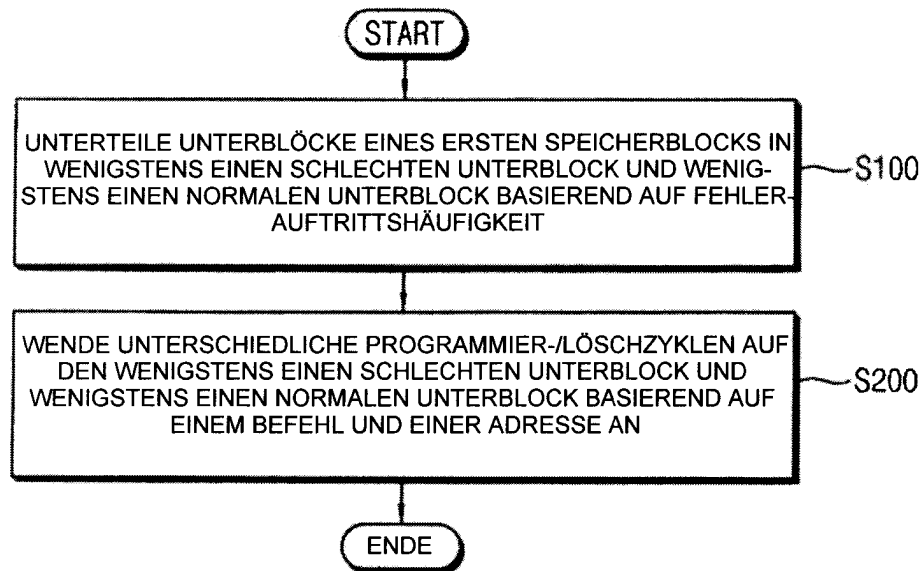 START
UNTERTEILE UNTERBLÖCKE EINES ERSTEN SPEICHERBLOCKS IN
WENIGSTENS EINEN SCHLECHTEN UNTERBLOCK UND WENIG-
STENS EINEN NORMALEN UNTERBLOCK BASIEREND AUF FEHLER-
AUFTRITTSHÄUFIGKEIT
S100
WENDE UNTERSCHIEDLICHE PROGRAMMIER-/LÖSCHZYKLEN AUF
DEN WENIGSTENS EINEN SCHLECHTEN UNTERBLOCK UND
WENIGSTENS EINEN NORMALEN UNTERBLOCK BASIEREND AUF
EINEM BEFEHL UND EINER ADRESSE AN
S200
ENDE